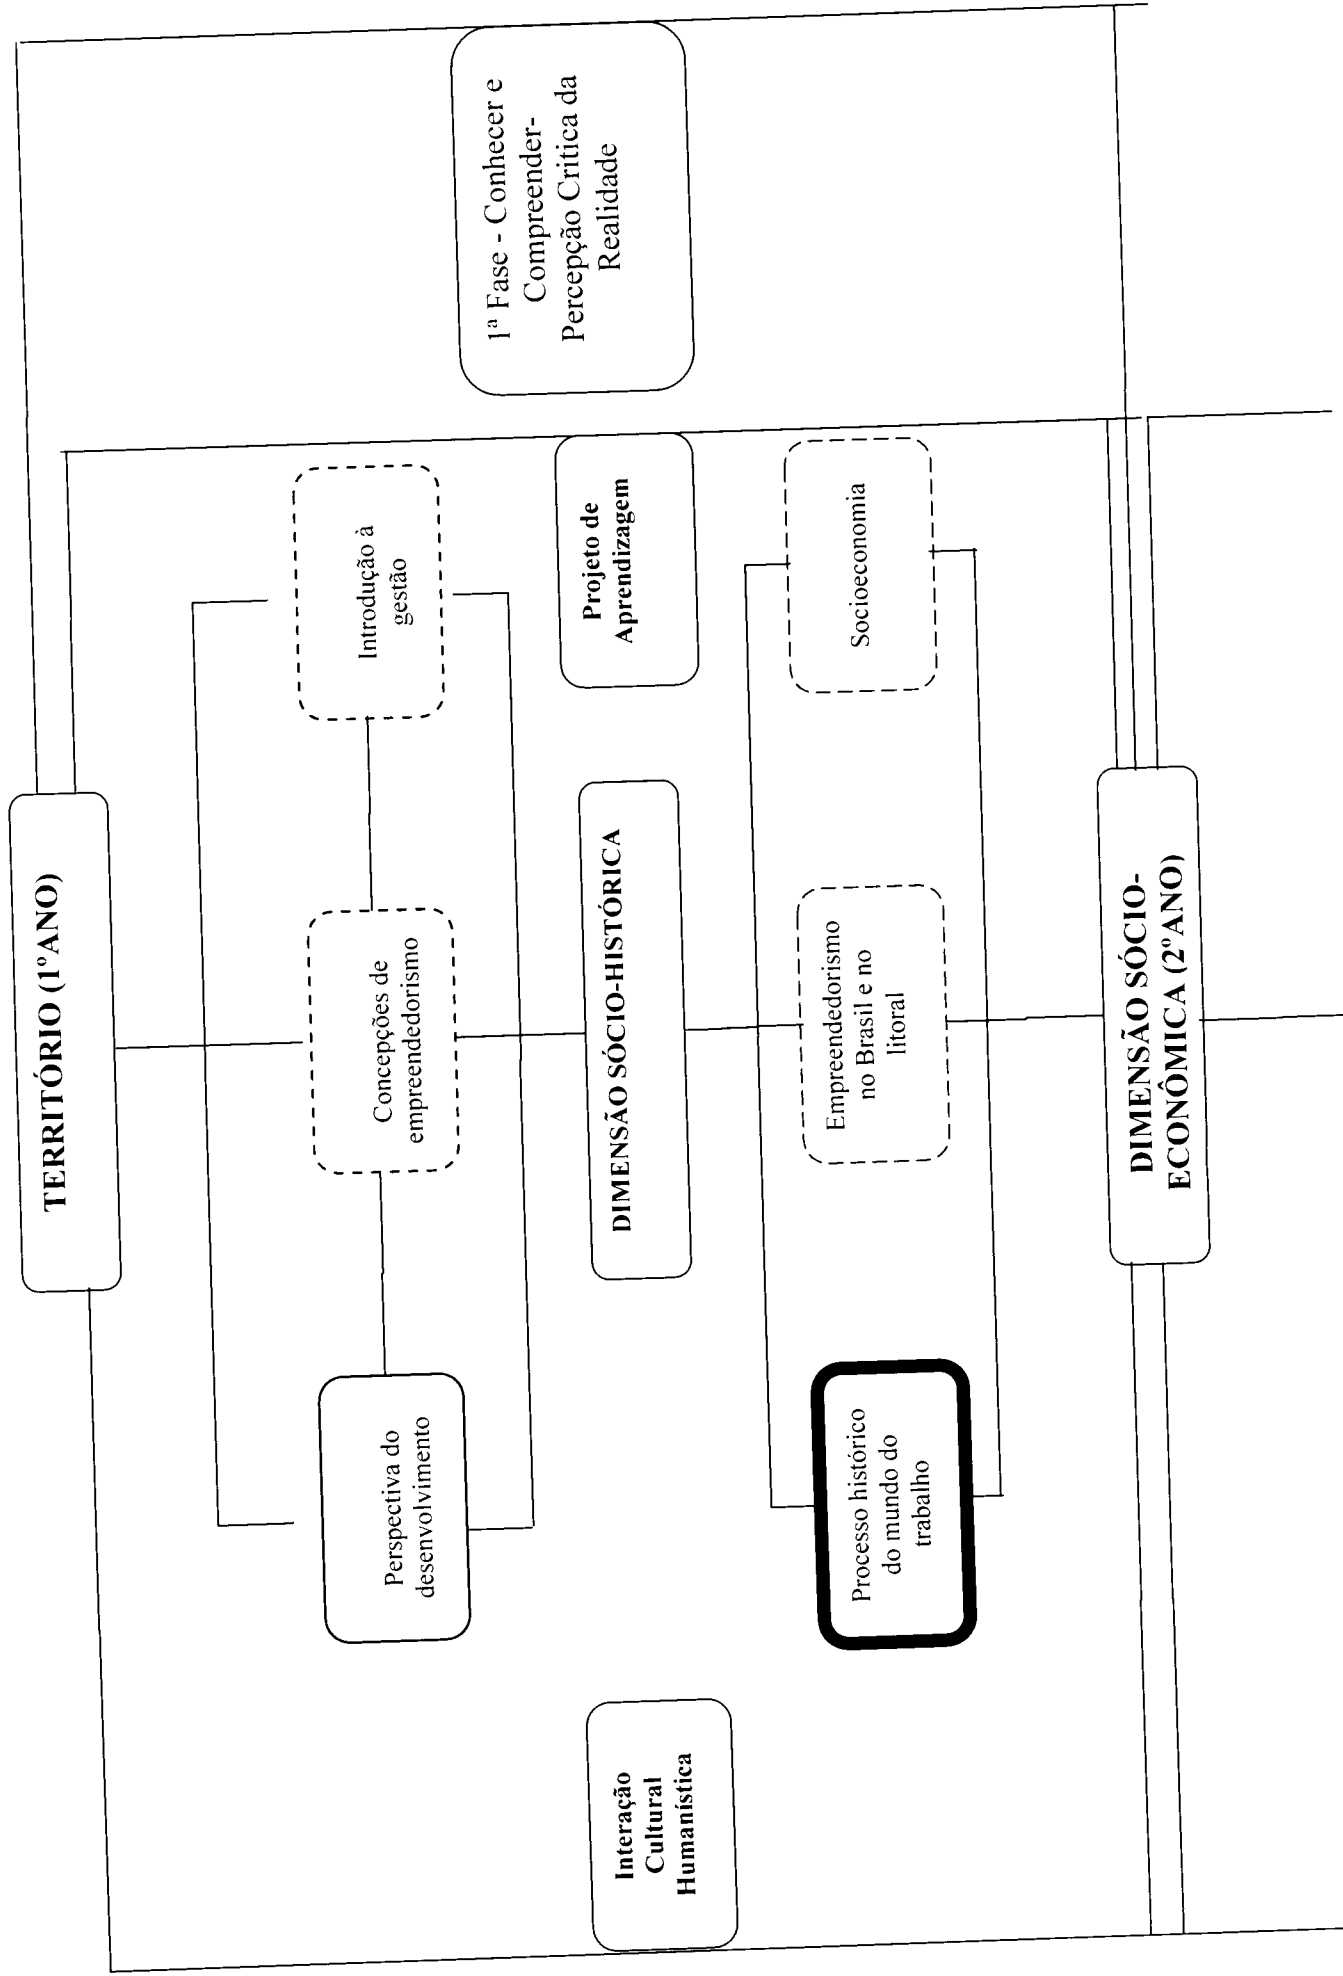 TERRITÓRIO (1ºANO)
Perspectiva do
desenvolvimento
Concepções de
empreendedorismo
Introdução à
gestão
Interação
Cultural
Humanística
DIMENSÃO SÓCIO-HISTÓRICA
Projeto de
Aprendizagem
1ª Fase - Conhecer e
Compreender-
Percepção Critica da
Realidade
Processo histórico
do mundo do
trabalho
Empreendedorismo
no Brasil e no
litoral
Socioeconomia
DIMENSÃO SÓCIO-
ECONÔMICA (2ºANO)